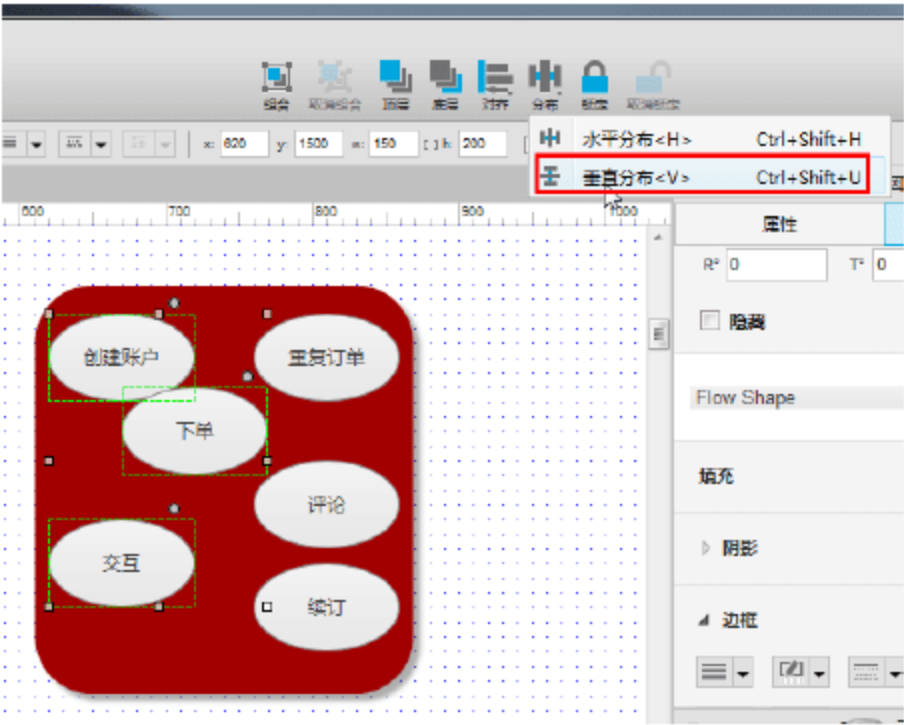 组合 取消组合 顶层 底层 对齐 分布 锁定 取消锁定
x: 620 y: 1500 w: 150 h: 200
水平分布<H> Ctrl+Shift+H
垂直分布<V> Ctrl+Shift+U
600 700 800 900 1000
属性
R° 0 T° 0
隐藏
创建账户 重复订单
Flow Shape
下单
填充
评论
阴影
交互
续订
边框